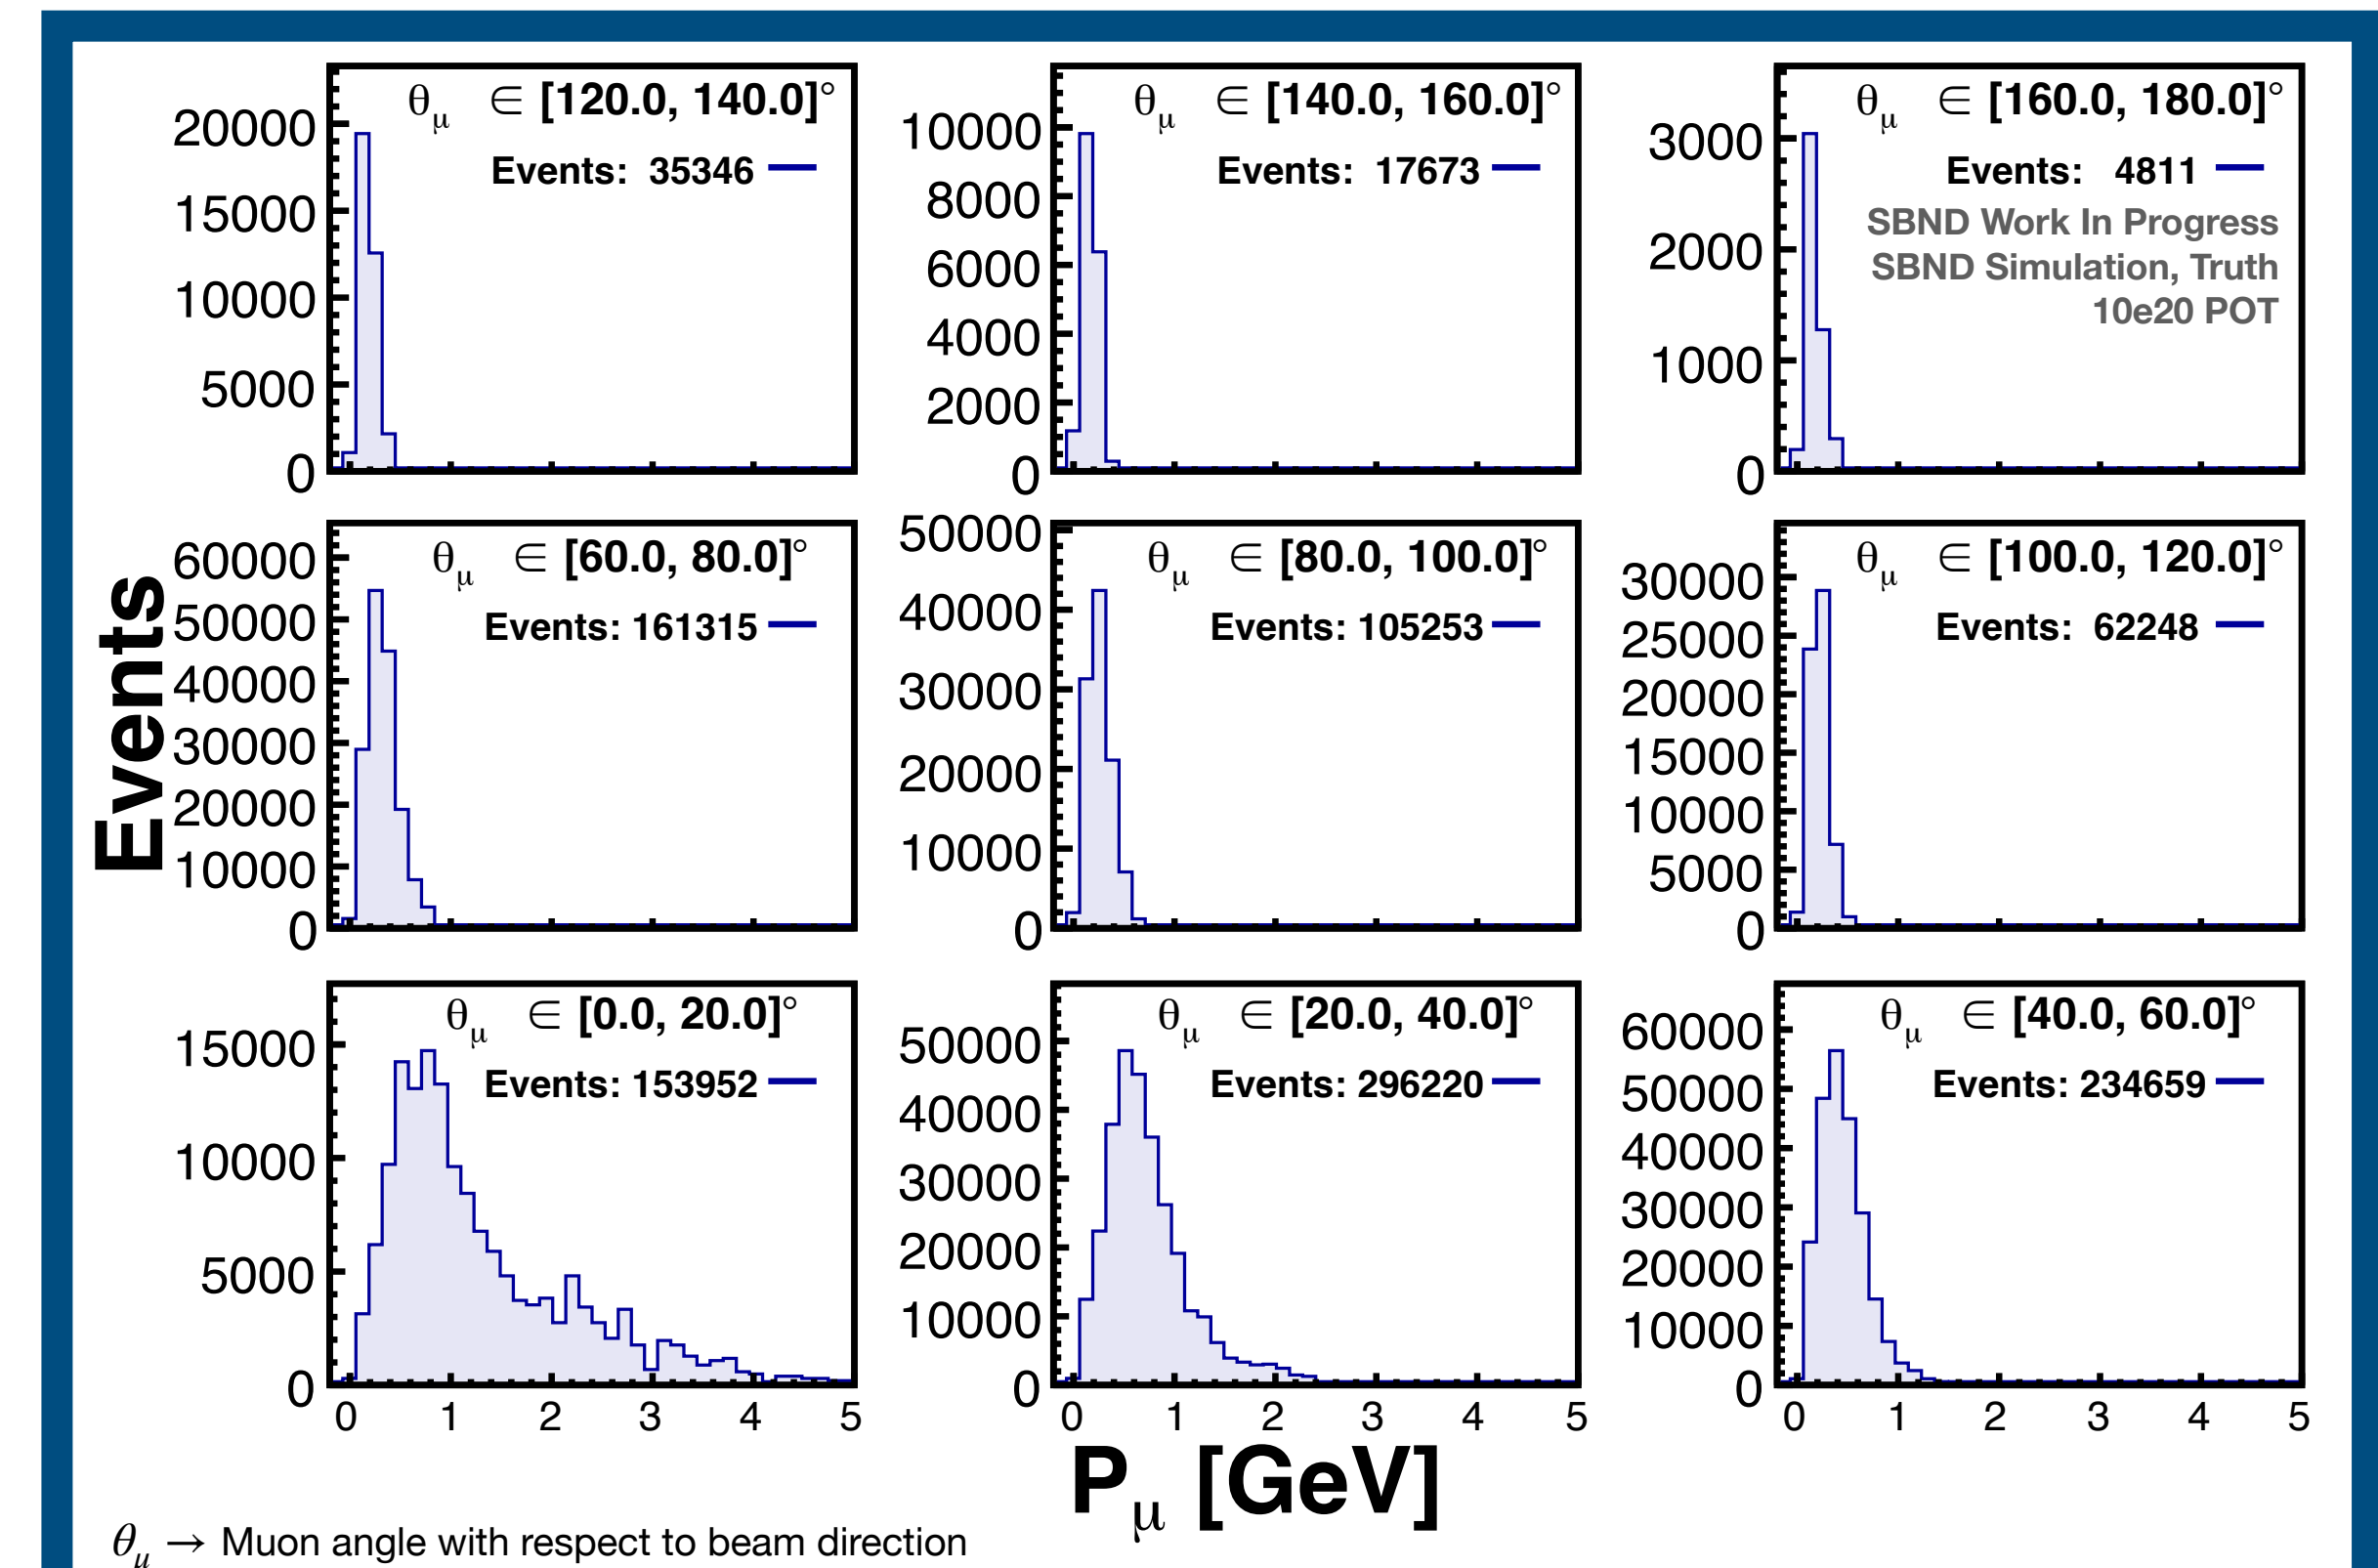 θμ ∈ [120.0, 140.0]°
Events: 35346
20000
15000
10000
5000
0
θμ ∈ [140.0, 160.0]°
Events: 17673
10000
8000
6000
4000
2000
0
θμ ∈ [160.0, 180.0]°
Events: 4811
SBND Work In Progress
SBND Simulation, Truth
10e20 POT
3000
2000
1000
0
Events
θμ ∈ [60.0, 80.0]°
Events: 161315
60000
50000
40000
30000
20000
10000
0
θμ ∈ [80.0, 100.0]°
Events: 105253
50000
40000
30000
20000
10000
0
θμ ∈ [100.0, 120.0]°
Events: 62248
30000
25000
20000
15000
10000
5000
0
θμ ∈ [0.0, 20.0]°
Events: 153952
15000
10000
5000
0
0 1 2 3 4 5
θμ ∈ [20.0, 40.0]°
Events: 296220
50000
40000
30000
20000
10000
0
0 1 2 3 4 5
θμ ∈ [40.0, 60.0]°
Events: 234659
60000
50000
40000
30000
20000
10000
0
0 1 2 3 4 5
Pμ [GeV]
θμ → Muon angle with respect to beam direction